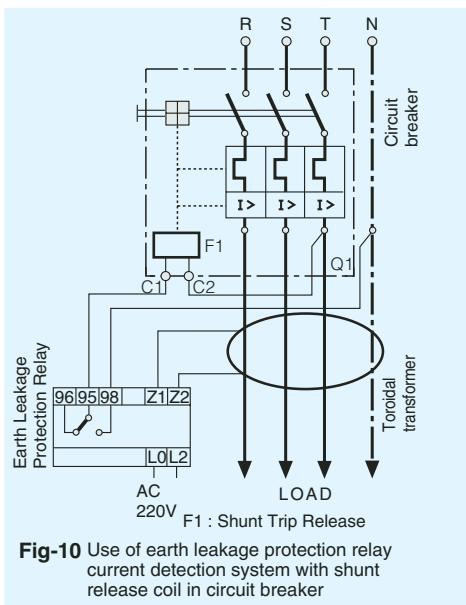 R S T N
Circuit
breaker
I> I> I>
F1
Q1
C1 C2
96 95 98 Z1 Z2
Earth Leakage
Protection Relay
Toroidal
transformer
L0 L2
AC
220V
LOAD
F1 : Shunt Trip Release
Fig-10 Use of earth leakage protection relay
current detection system with shunt
release coil in circuit breaker